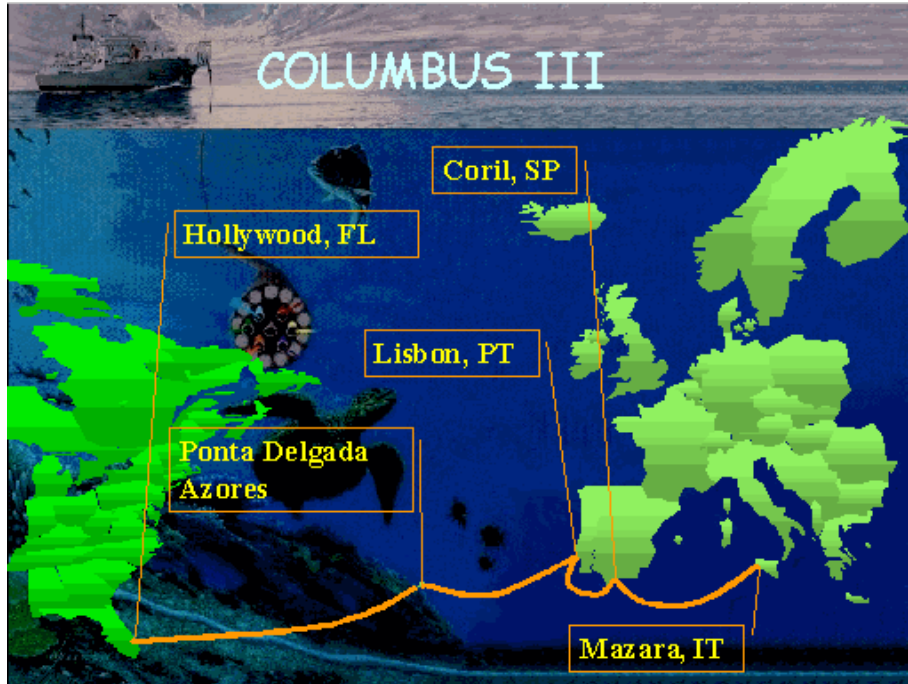 COLUMBUS III
Coril, SP
Hollywood, FL
Lisbon, PT
Ponta Delgada
Azores
Mazara, IT